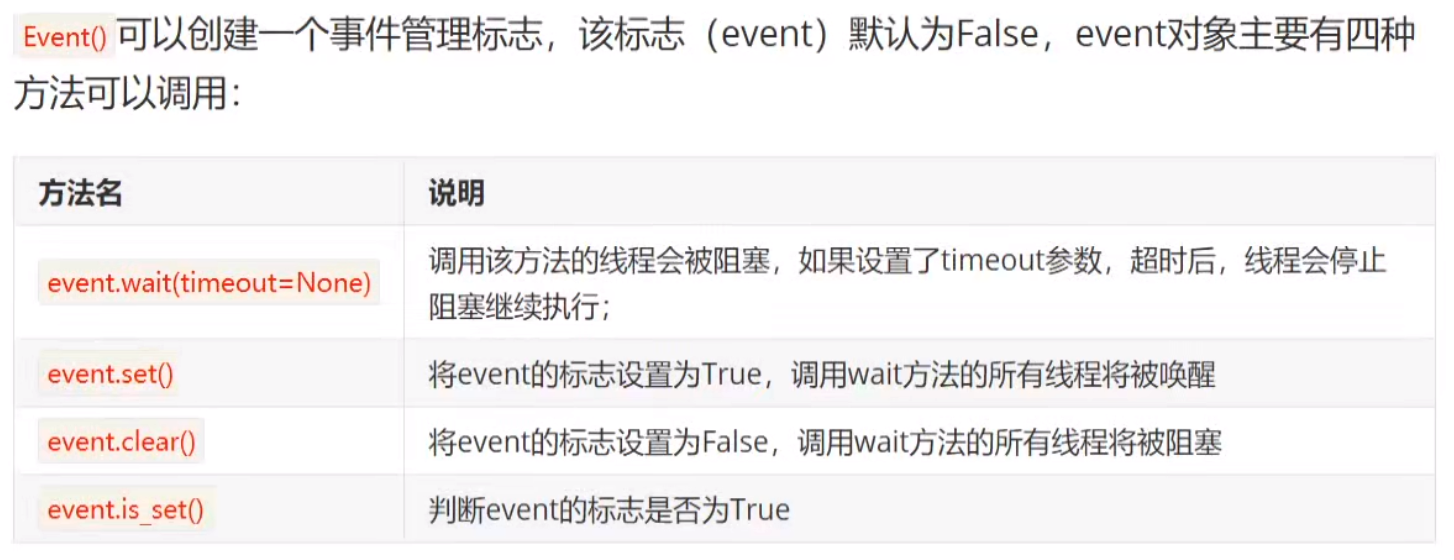 Event()可以创建一个事件管理标志，该标志（event）默认为False，event对象主要有四种
方法可以调用：
方法名 说明
event.wait(timeout=None) 调用该方法的线程会被阻塞，如果设置了timeout参数，超时后，线程会停止
阻塞继续执行；
event.set() 将event的标志设置为True，调用wait方法的所有线程将被唤醒
event.clear() 将event的标志设置为False，调用wait方法的所有线程将被阻塞
event.is_set() 判断event的标志是否为True